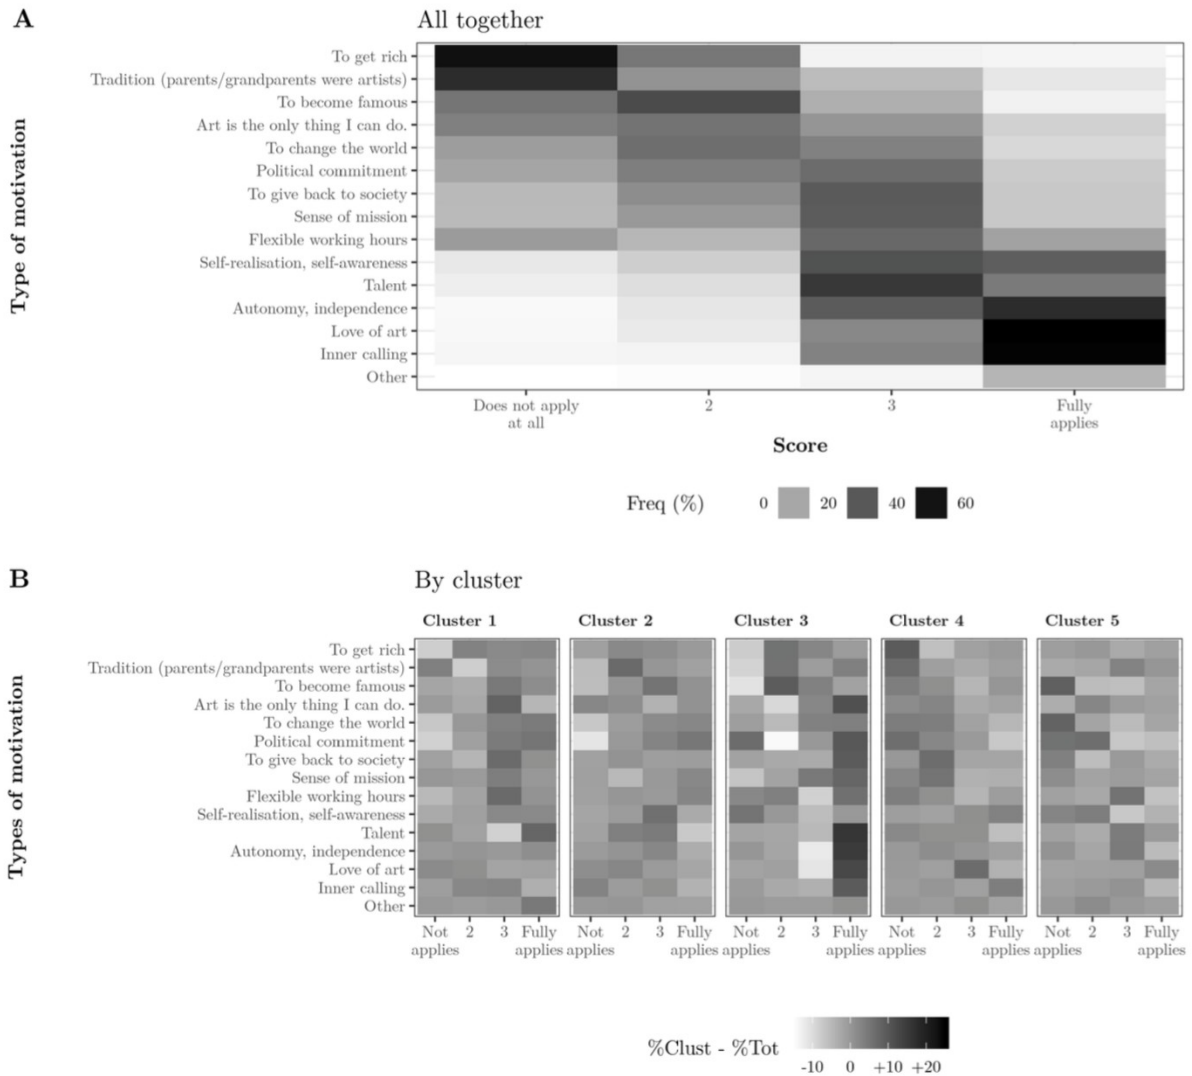 A
All together
Type of motivation
To get rich
Tradition (parents/grandparents were artists)
To become famous
Art is the only thing I can do.
To change the world
Political commitment
To give back to society
Sense of mission
Flexible working hours
Self-realisation, self-awareness
Talent
Autonomy, independence
Love of art
Inner calling
Other
Does not apply at all 2 3 Fully applies
Score
Freq (%) 0 20 40 60
B
By cluster
Cluster 1 Cluster 2 Cluster 3 Cluster 4 Cluster 5
Types of motivation
To get rich
Tradition (parents/grandparents were artists)
To become famous
Art is the only thing I can do.
To change the world
Political commitment
To give back to society
Sense of mission
Flexible working hours
Self-realisation, self-awareness
Talent
Autonomy, independence
Love of art
Inner calling
Other
Not 2 3 Fully Not 2 3 Fully Not 2 3 Fully Not 2 3 Fully Not 2 3 Fully
applies applies applies applies applies applies applies applies applies applies
%Clust - %Tot
-10 0 +10 +20